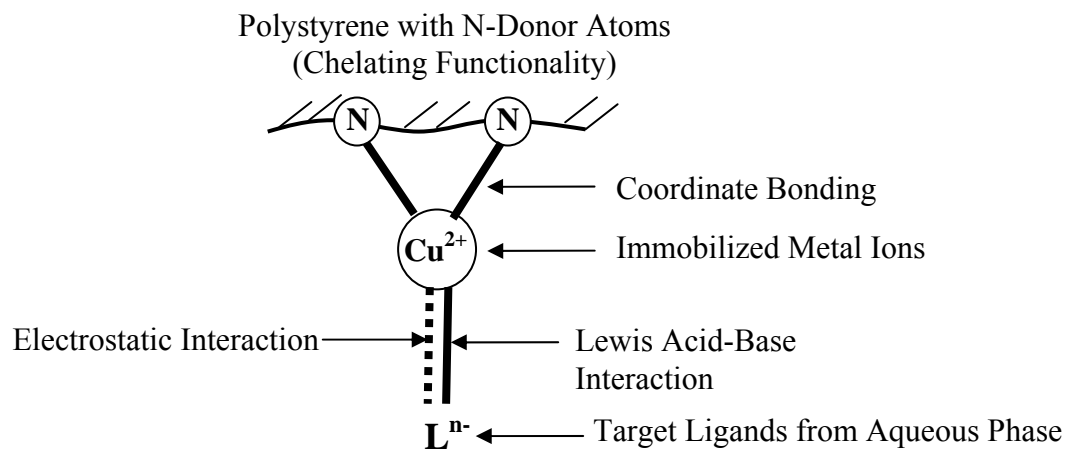 Polystyrene with N-Donor Atoms
(Chelating Functionality)
N N
Coordinate Bonding
Cu²⁺
Immobilized Metal Ions
Electrostatic Interaction
Lewis Acid-Base
Interaction
Lⁿ⁻
Target Ligands from Aqueous Phase